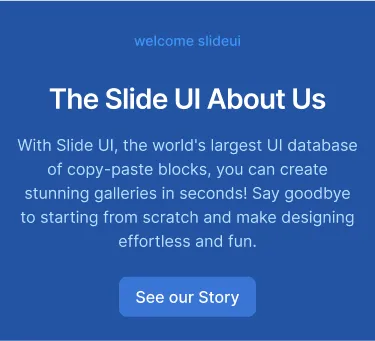 welcome slideui
The Slide UI About Us
With Slide UI, the world's largest UI database
of copy-paste blocks, you can create
stunning galleries in seconds! Say goodbye
to starting from scratch and make designing
effortless and fun.
See our Story